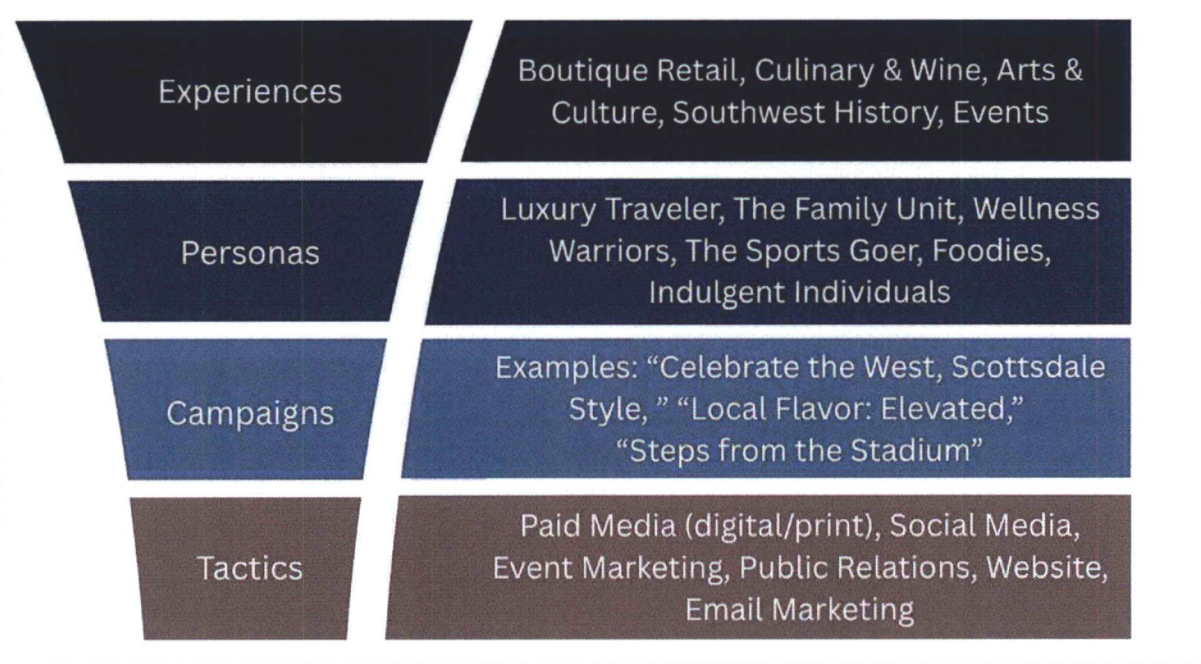 Experiences
Boutique Retail, Culinary & Wine, Arts &
Culture, Southwest History, Events
Personas
Luxury Traveler, The Family Unit, Wellness
Warriors, The Sports Goer, Foodies,
Indulgent Individuals
Campaigns
Examples: “Celebrate the West, Scottsdale
Style, ” “Local Flavor: Elevated,”
“Steps from the Stadium”
Tactics
Paid Media (digital/print), Social Media,
Event Marketing, Public Relations, Website,
Email Marketing